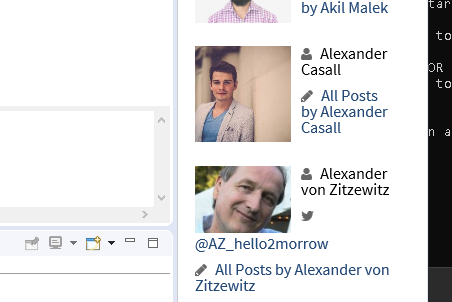 by Akil Malek
Alexander
Casall
All Posts
by Alexander
Casall
Alexander
von Zitzewitz
@AZ_hello2morrow
All Posts by Alexander von
Zitzewitz
to
OR
to
n a